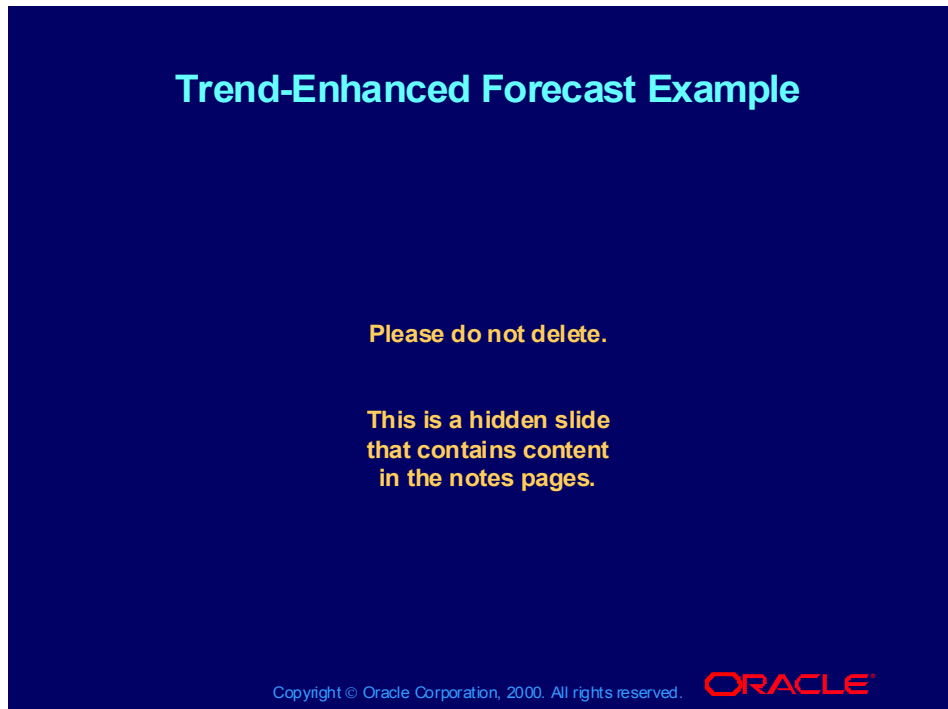 Trend-Enhanced Forecast Example
Please do not delete.
This is a hidden slide
that contains content
in the notes pages.
Copyright © Oracle Corporation, 2000. All rights reserved.
ORACLE®